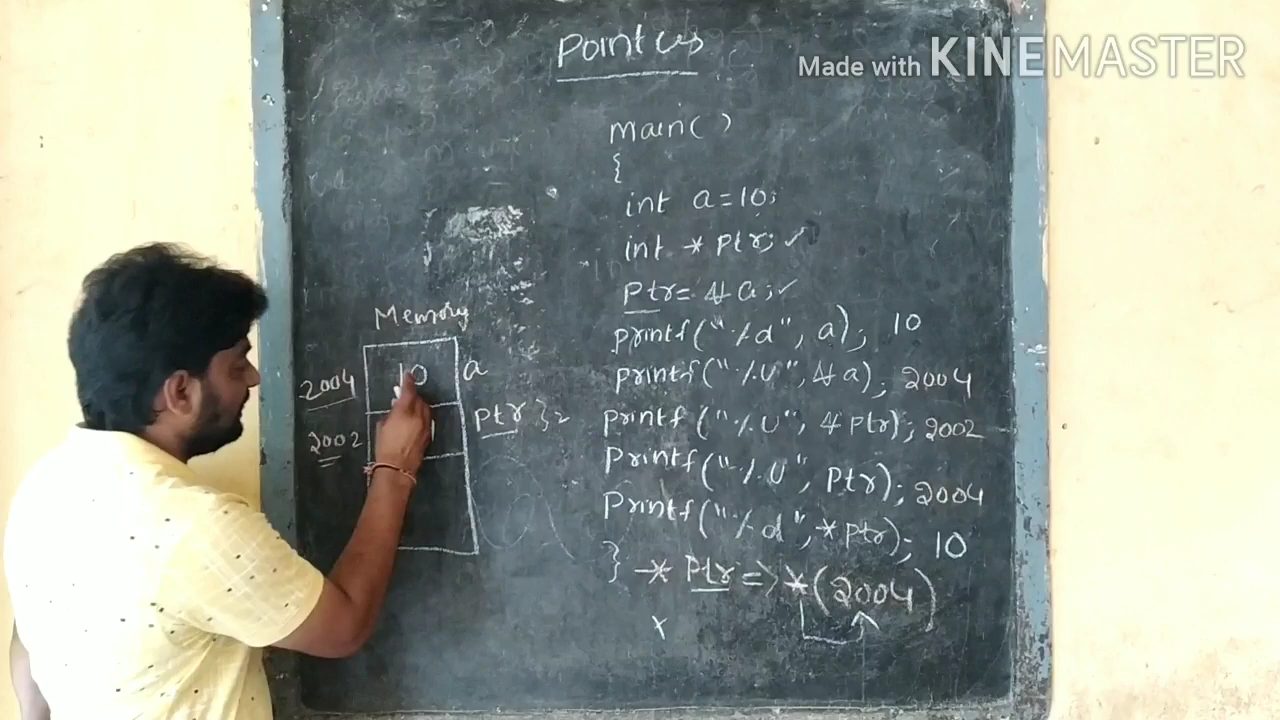 Pointers
Made with KINEMASTER
main( )
{
int a=10;
int * ptr; ✓
Ptr= &a; ✓
printf("%d", a); 10
printf("%u", &a); 2004
printf("%u", &ptr); 2002
Printf("%u", ptr); 2004
Printf("%d", *ptr); 10
}
* Ptr => *(2004)
Memory
2004 10 a
2002 ptr } 2